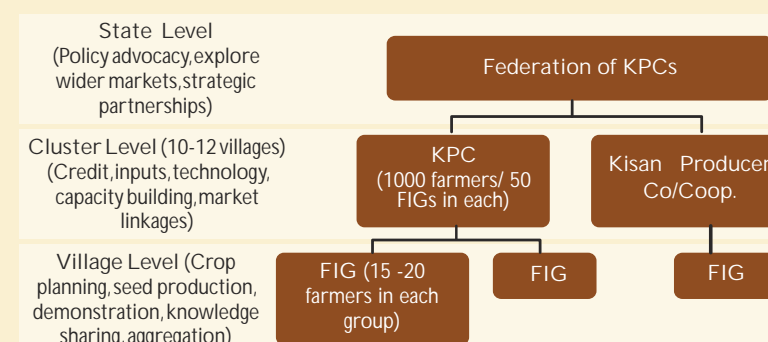 State Level
(Policy advocacy, explore
wider markets, strategic
partnerships)
Federation of KPCs
Cluster Level (10-12 villages)
(Credit, inputs, technology,
capacity building, market
linkages)
KPC
(1000 farmers/ 50
FIGs in each)
Kisan Producer
Co/Coop.
Village Level (Crop
planning, seed production,
demonstration, knowledge
sharing, aggregation)
FIG (15 -20
farmers in each
group)
FIG
FIG